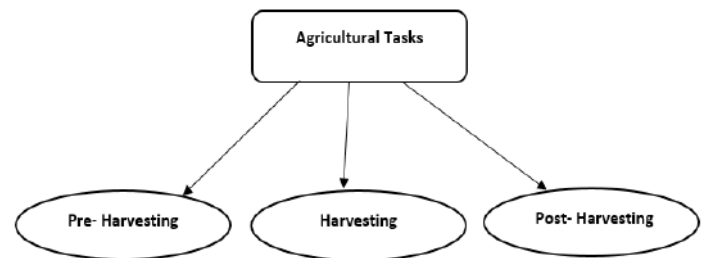 Agricultural Tasks
Pre- Harvesting
Harvesting
Post- Harvesting